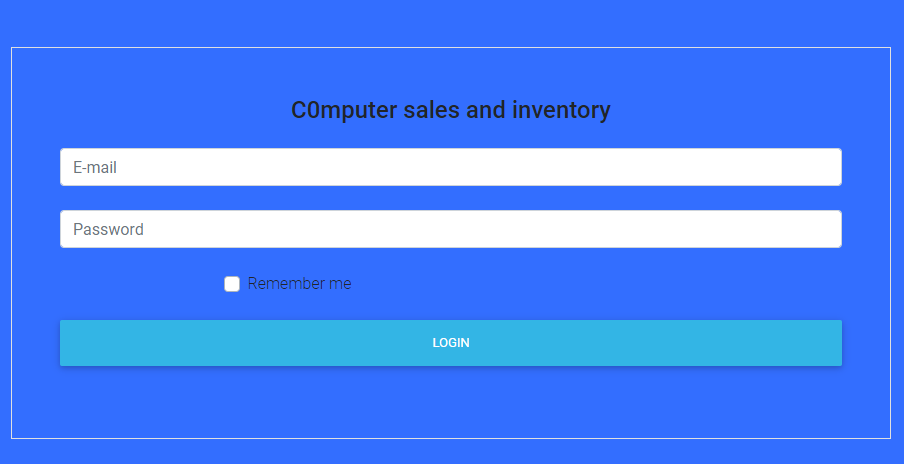 C0mputer sales and inventory
E-mail
Password
Remember me
LOGIN